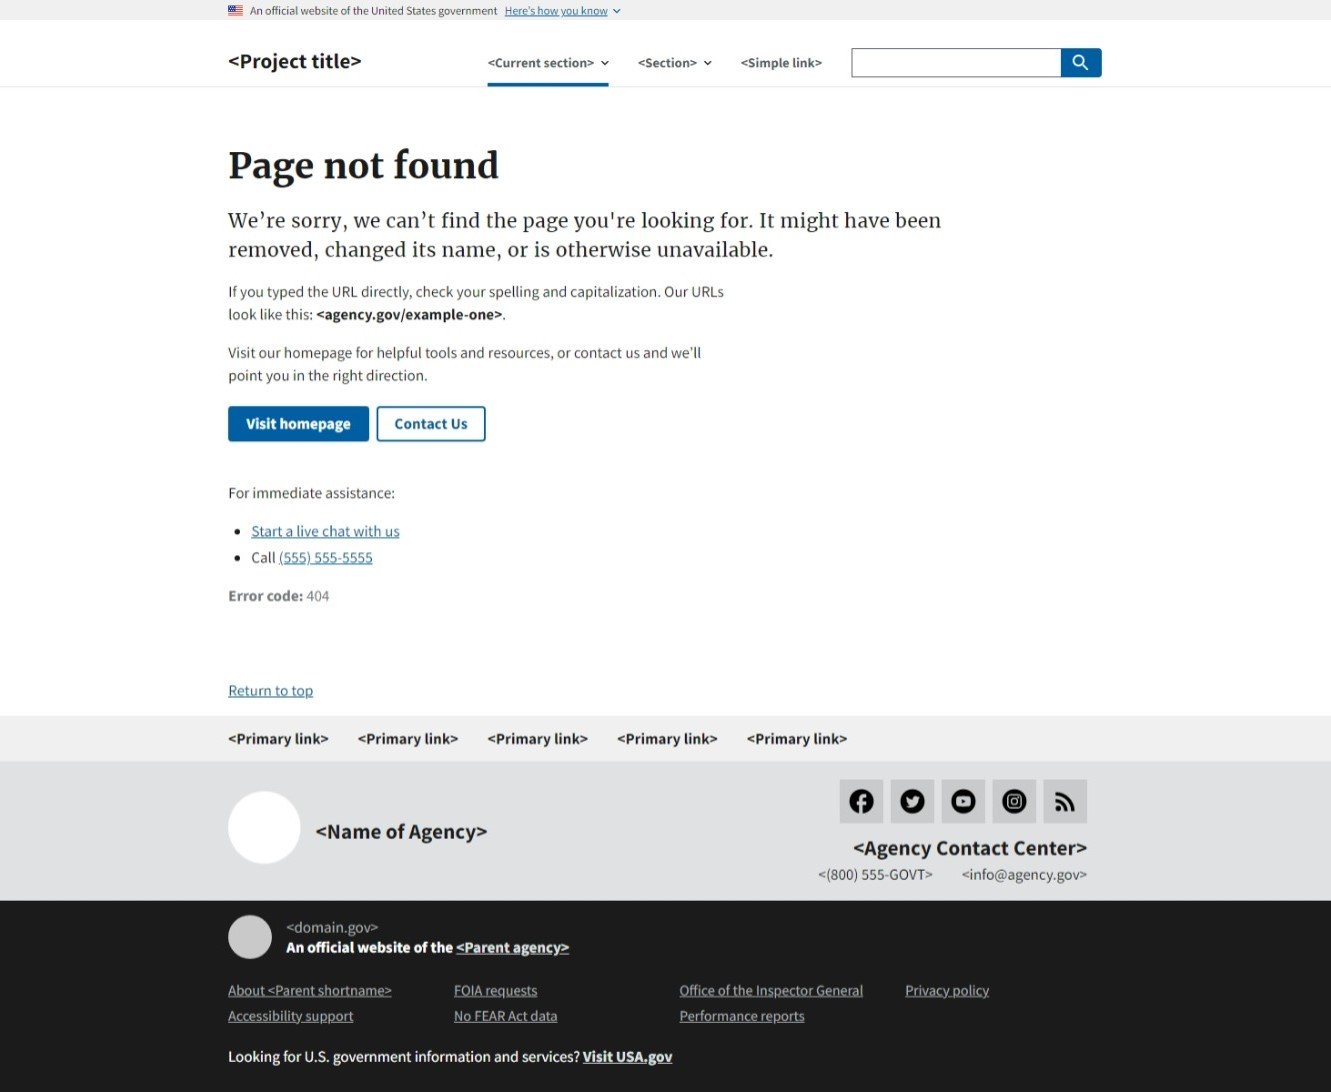 An official website of the United States government Here's how you know
<Project title>
<Current section> <Section> <Simple link>
Page not found
We’re sorry, we can’t find the page you're looking for. It might have been
removed, changed its name, or is otherwise unavailable.
If you typed the URL directly, check your spelling and capitalization. Our URLs
look like this: <agency.gov/example-one>.
Visit our homepage for helpful tools and resources, or contact us and we’ll
point you in the right direction.
Visit homepage Contact Us
For immediate assistance:
Start a live chat with us
Call (555) 555-5555
Error code: 404
Return to top
<Primary link> <Primary link> <Primary link> <Primary link> <Primary link>
<Name of Agency>
<Agency Contact Center>
<(800) 555-GOVT> <info@agency.gov>
<domain.gov>
An official website of the <Parent agency>
About <Parent shortname> FOIA requests Office of the Inspector General Privacy policy
Accessibility support No FEAR Act data Performance reports
Looking for U.S. government information and services? Visit USA.gov